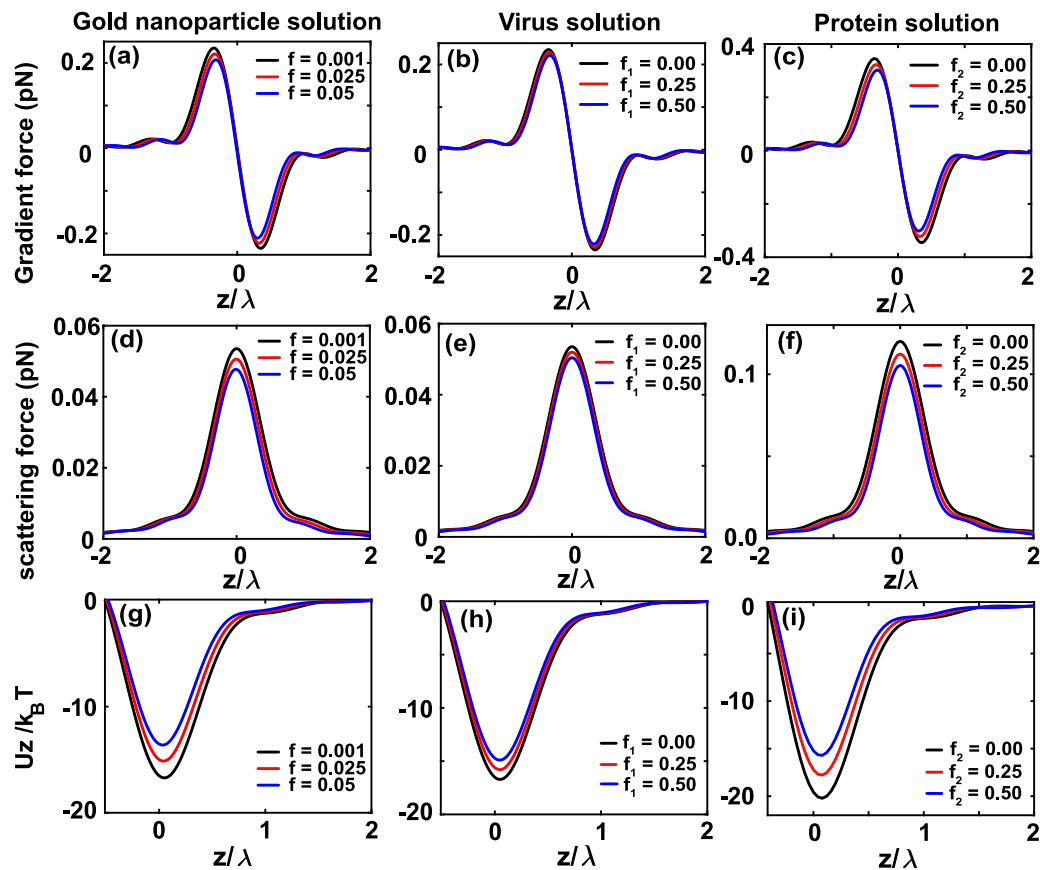 Gold nanoparticle solution
Virus solution
Protein solution
Gradient force (pN)
(a)
f = 0.001
f = 0.025
f = 0.05
0.2
0
-0.2
-2
0
2
z/λ
(b)
f1 = 0.00
f1 = 0.25
f1 = 0.50
0.2
0
-0.2
-2
0
2
z/λ
(c)
f2 = 0.00
f2 = 0.25
f2 = 0.50
0.4
0
-0.4
-2
0
2
z/λ
scattering force (pN)
(d)
f = 0.001
f = 0.025
f = 0.05
0.06
0.04
0.02
0
-2
0
2
z/λ
(e)
f1 = 0.00
f1 = 0.25
f1 = 0.50
0.06
0.04
0.02
0
-2
0
2
z/λ
(f)
f2 = 0.00
f2 = 0.25
f2 = 0.50
0.1
0.0
-2
0
2
z/λ
Uz /kBT
(g)
f = 0.001
f = 0.025
f = 0.05
0
-10
-20
0
1
2
z/λ
(h)
f1 = 0.00
f1 = 0.25
f1 = 0.50
0
-10
-20
0
1
2
z/λ
(i)
f2 = 0.00
f2 = 0.25
f2 = 0.50
0
-10
-20
0
1
2
z/λ